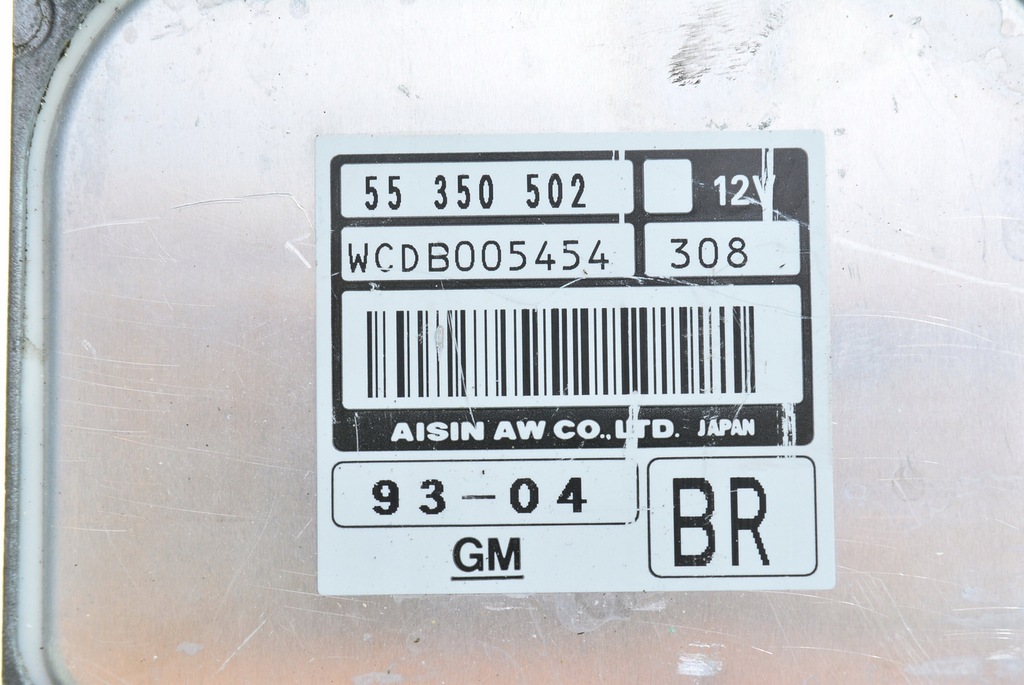 55 350 502 12V
WCDB005454 308
AISIN AW CO., LTD. JAPAN
93-04
BR
GM